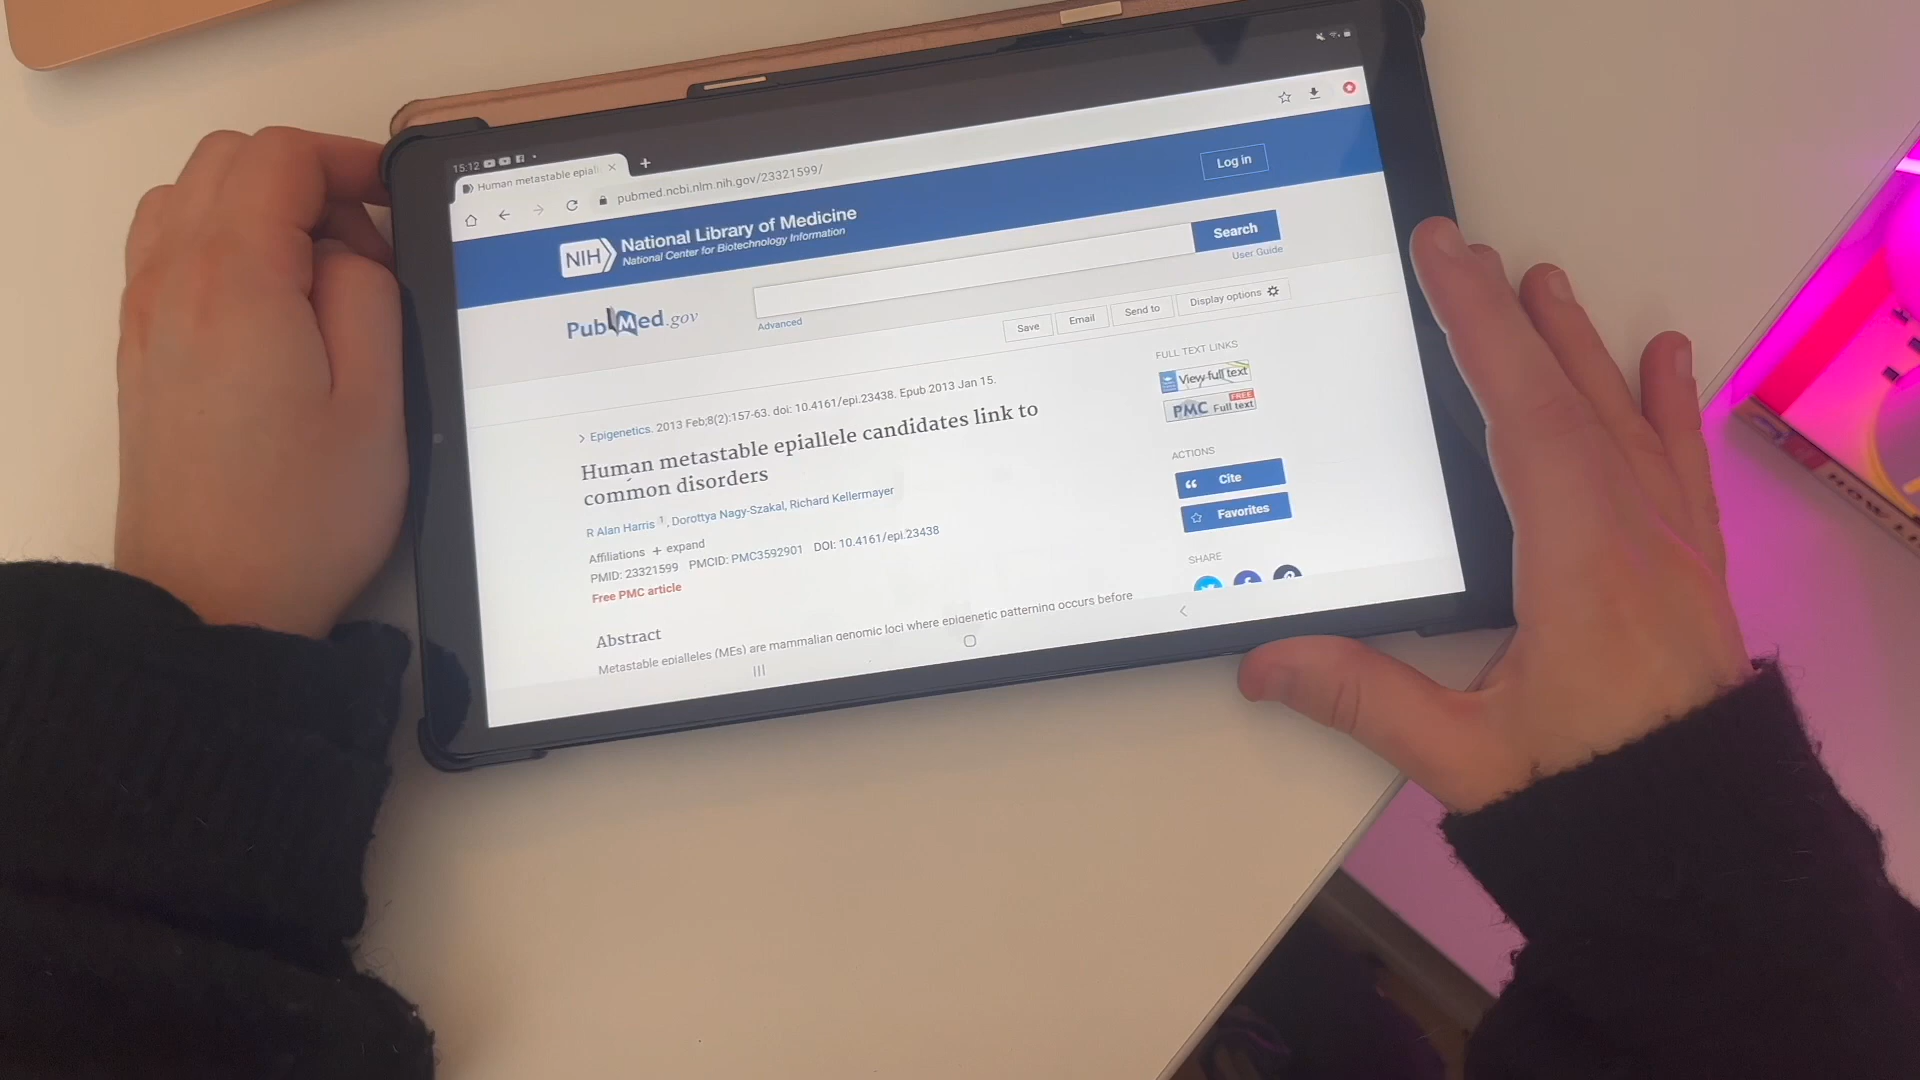 15:12
Human metastable epiall
pubmed.ncbi.nlm.nih.gov/23321599/
NIH
National Library of Medicine
National Center for Biotechnology Information
Log in
PubMed.gov
Search
Advanced
User Guide
Save
Email
Send to
Display options
FULL TEXT LINKS
View full text
FREE
PMC Full text
> Epigenetics. 2013 Feb;8(2):157-63. doi: 10.4161/epi.23438. Epub 2013 Jan 15.
Human metastable epiallele candidates link to
common disorders
R Alan Harris 1, Dorottya Nagy-Szakal, Richard Kellermayer
Affiliations + expand
PMID: 23321599 PMCID: PMC3592901 DOI: 10.4161/epi.23438
Free PMC article
ACTIONS
Cite
Favorites
SHARE
Abstract
Metastable epialleles (MEs) are mammalian genomic loci where epigenetic patterning occurs before